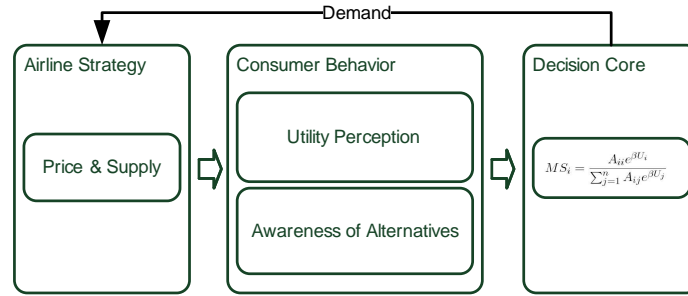 Demand
Airline Strategy
Price & Supply
Consumer Behavior
Utility Perception
Awareness of Alternatives
Decision Core
MS_i = \frac{A_{ii}e^{\beta U_i}}{\sum_{j=1}^{n} A_{ij}e^{\beta U_j}}